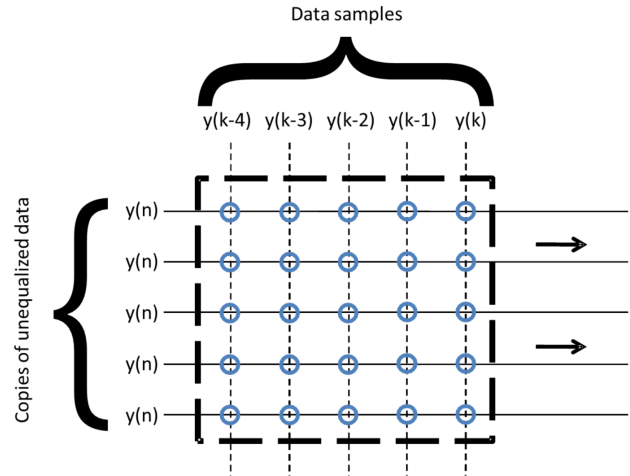 Data samples
y(k-4) y(k-3) y(k-2) y(k-1) y(k)
Copies of unequalized data
y(n)
y(n)
y(n)
y(n)
y(n)